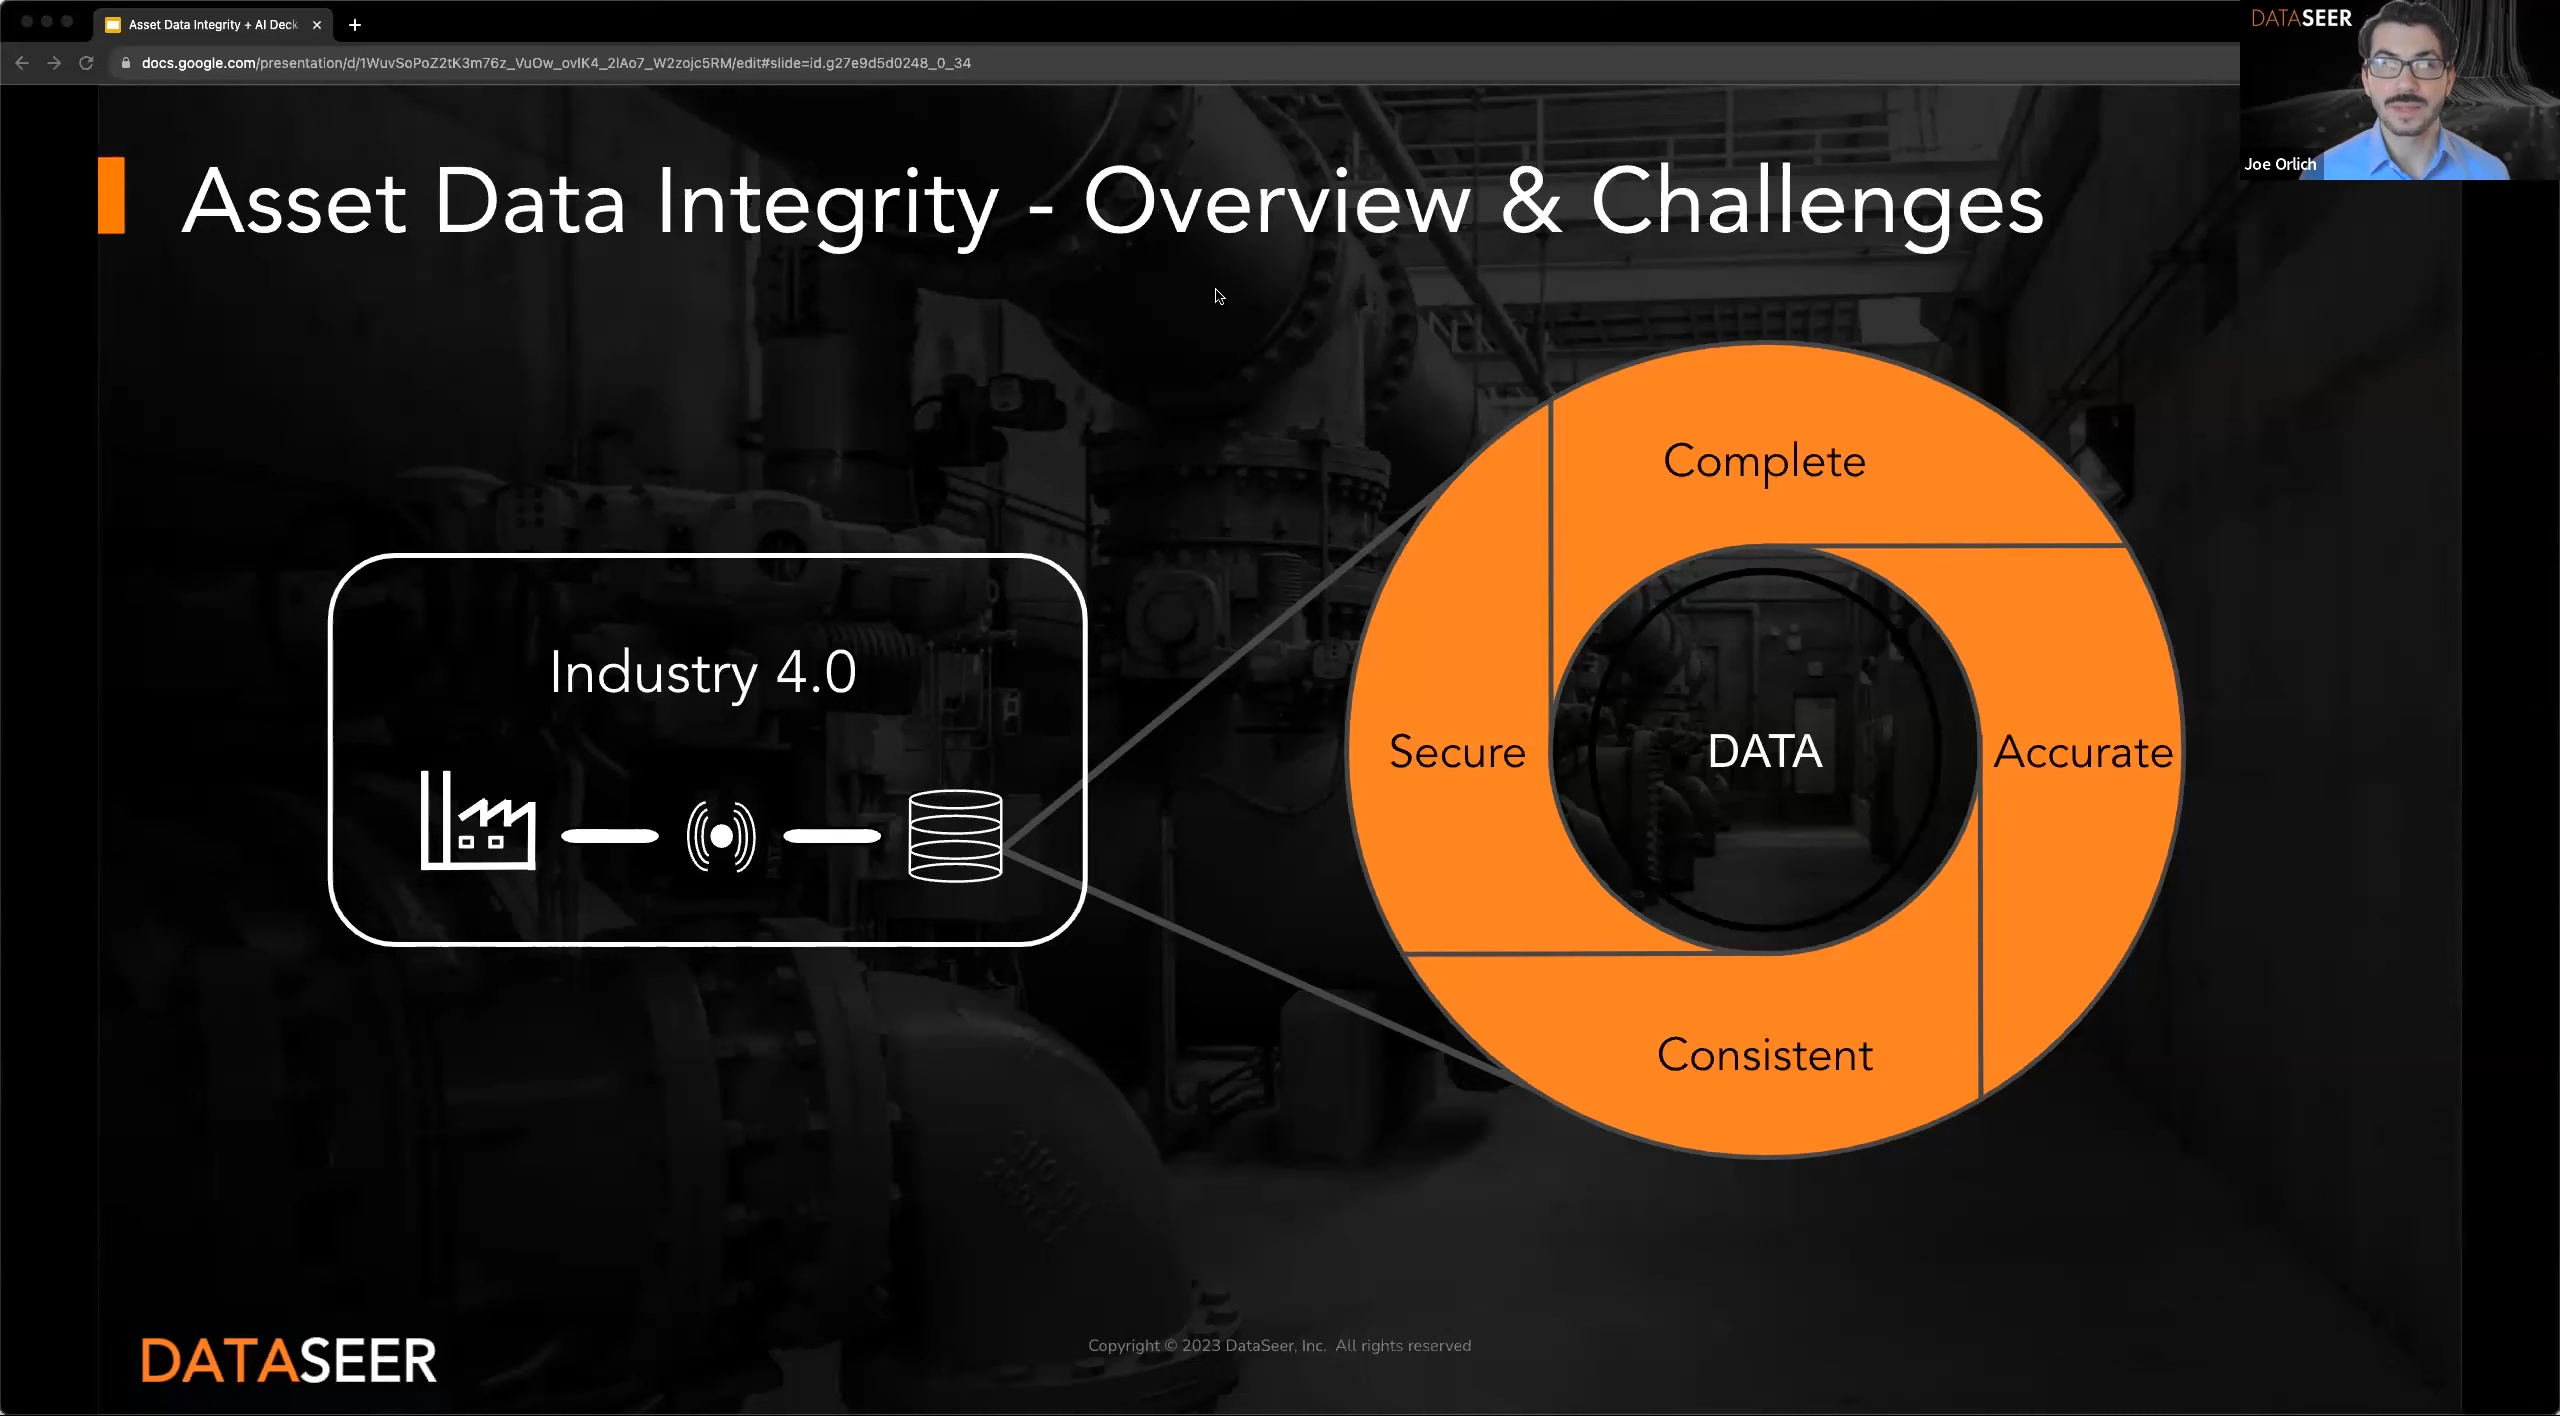 Asset Data Integrity + AI Deck
docs.google.com/presentation/d/1WuvSoPoZ2tK3m76z_VuOw_ovIK4_2lAo7_W2zojc5RM/edit#slide=id.g27e9d5d0248_0_34
DATASEER
Joe Orlich
Asset Data Integrity - Overview & Challenges
Industry 4.0
Complete
Secure
DATA
Accurate
Consistent
DATASEER
Copyright © 2023 DataSeer, Inc. All rights reserved